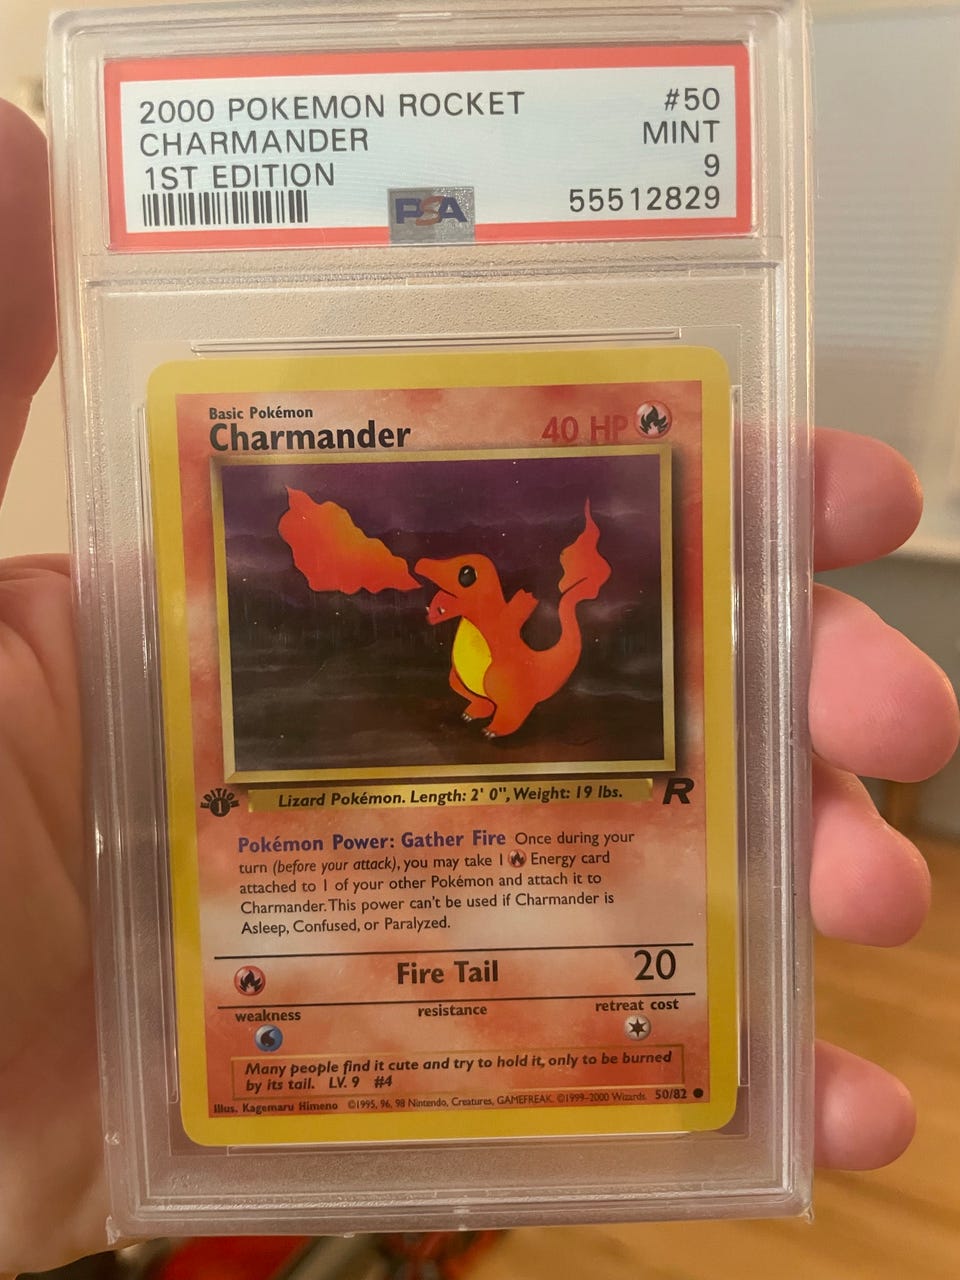 2000 POKEMON ROCKET #50
CHARMANDER MINT
1ST EDITION 9
PSA 55512829
Basic Pokémon
Charmander 40 HP
EDITION
1
Lizard Pokémon. Length: 2' 0", Weight: 19 lbs.
R
Pokémon Power: Gather Fire Once during your
turn (before your attack), you may take 1 Energy card
attached to 1 of your other Pokémon and attach it to
Charmander. This power can't be used if Charmander is
Asleep, Confused, or Paralyzed.
Fire Tail 20
weakness resistance retreat cost
Many people find it cute and try to hold it, only to be burned
by its tail. LV. 9 #4
Illus. Kagemaru Himeno ©1995, 96, 98 Nintendo, Creatures, GAMEFREAK. ©1999-2000 Wizards. 50/82